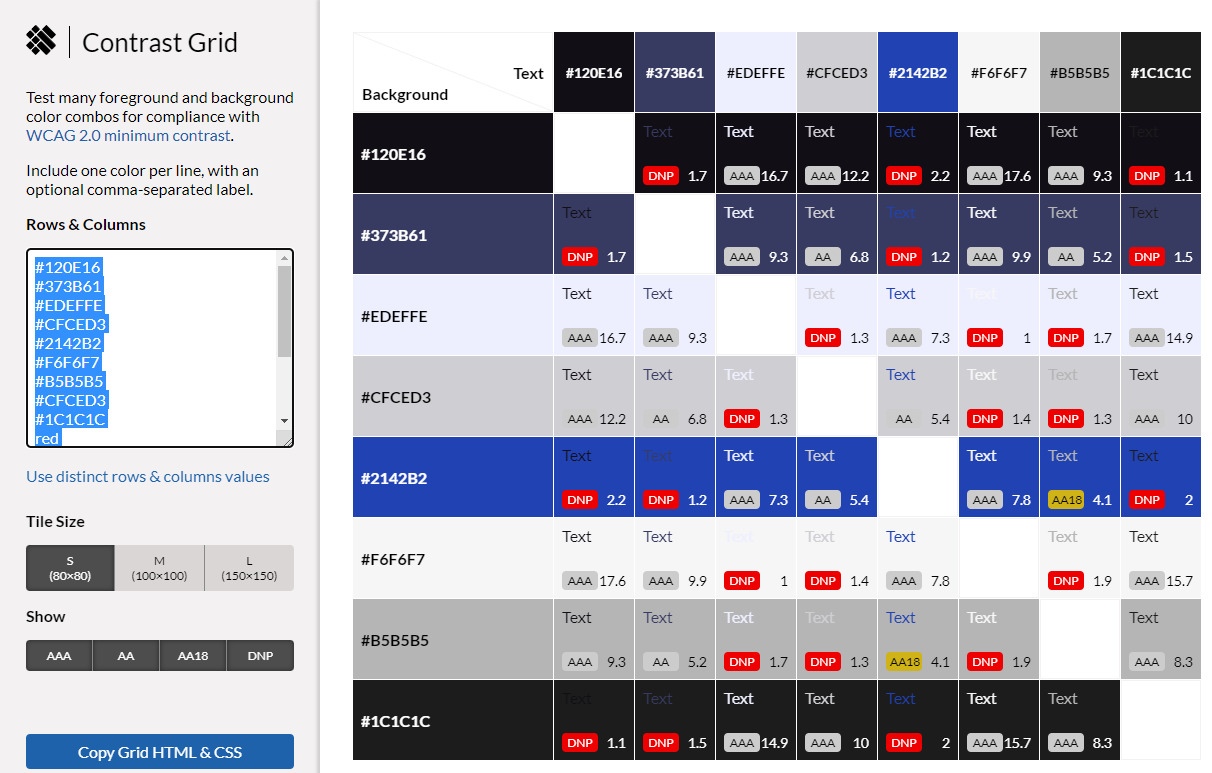 Contrast Grid
Test many foreground and background
color combos for compliance with
WCAG 2.0 minimum contrast.
Include one color per line, with an
optional comma-separated label.
Rows & Columns
#120E16
#373B61
#EDEFFE
#CFCED3
#2142B2
#F6F6F7
#B5B5B5
#CFCED3
#1C1C1C
red
Use distinct rows & columns values
Tile Size
S M L
(80×80) (100×100) (150×150)
Show
AAA AA AA18 DNP
Copy Grid HTML & CSS
Text
Background
#120E16 #373B61 #EDEFFE #CFCED3 #2142B2 #F6F6F7 #B5B5B5 #1C1C1C
#120E16
Text Text Text Text Text Text Text
DNP 1.7 AAA 16.7 AAA 12.2 DNP 2.2 AAA 17.6 AAA 9.3 DNP 1.1
#373B61
Text Text Text Text Text Text Text
DNP 1.7 AAA 9.3 AA 6.8 DNP 1.2 AAA 9.9 AA 5.2 DNP 1.5
#EDEFFE
Text Text Text Text Text Text Text
AAA 16.7 AAA 9.3 DNP 1.3 AAA 7.3 DNP 1 DNP 1.7 AAA 14.9
#CFCED3
Text Text Text Text Text Text Text
AAA 12.2 AA 6.8 DNP 1.3 AA 5.4 DNP 1.4 DNP 1.3 AAA 10
#2142B2
Text Text Text Text Text Text Text
DNP 2.2 DNP 1.2 AAA 7.3 AA 5.4 AAA 7.8 AA18 4.1 DNP 2
#F6F6F7
Text Text Text Text Text Text Text
AAA 17.6 AAA 9.9 DNP 1 DNP 1.4 AAA 7.8 DNP 1.9 AAA 15.7
#B5B5B5
Text Text Text Text Text Text Text
AAA 9.3 AA 5.2 DNP 1.7 DNP 1.3 AA18 4.1 DNP 1.9 AAA 8.3
#1C1C1C
Text Text Text Text Text Text Text
DNP 1.1 DNP 1.5 AAA 14.9 AAA 10 DNP 2 AAA 15.7 AAA 8.3